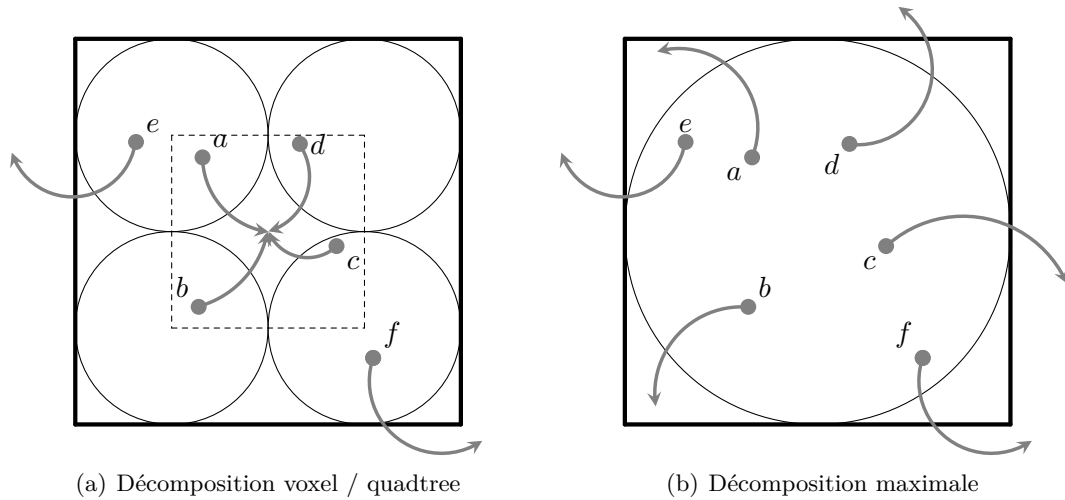 e
a
d
b
c
f
e
a
d
c
b
f
(a) Décomposition voxel / quadtree
(b) Décomposition maximale